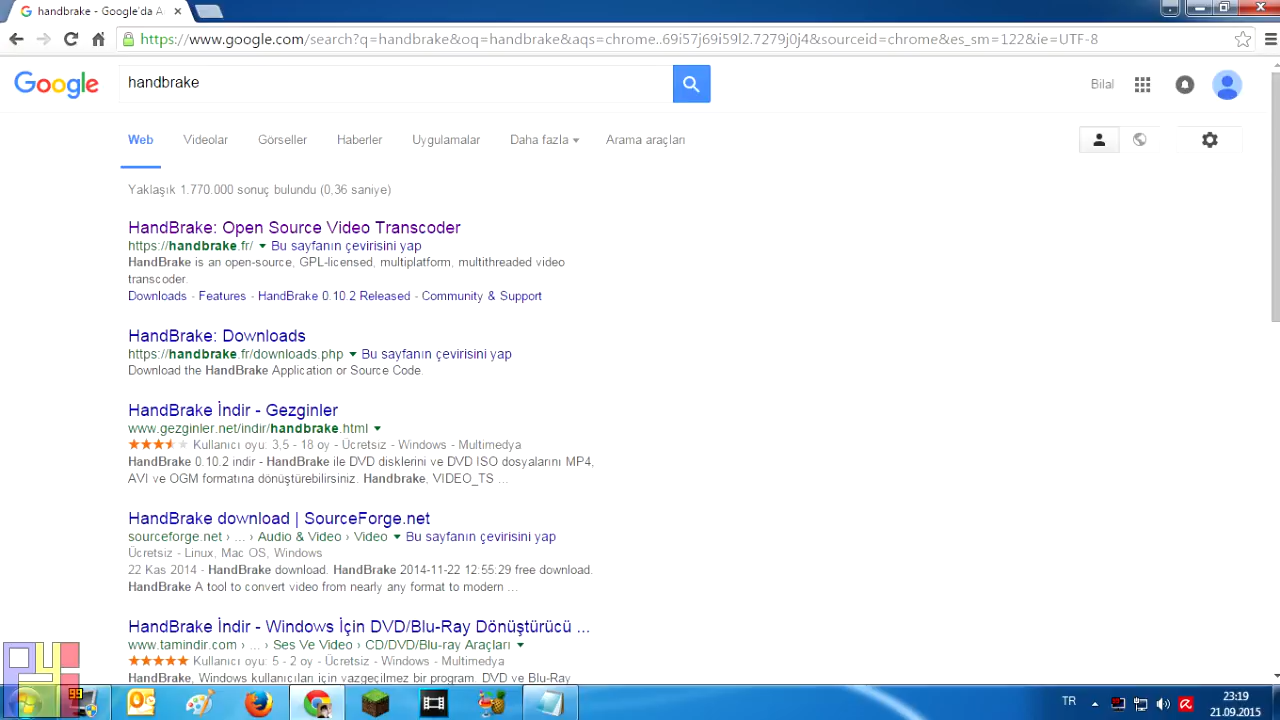 handbrake - Google'da A
https://www.google.com/search?q=handbrake&oq=handbrake&aqs=chrome..69i57j69i59l2.7279j0j4&sourceid=chrome&es_sm=122&ie=UTF-8
Google
handbrake
Bilal
Web Videolar Görseller Haberler Uygulamalar Daha fazla Arama araçları
Yaklaşık 1.770.000 sonuç bulundu (0,36 saniye)
HandBrake: Open Source Video Transcoder
https://handbrake.fr/ Bu sayfanın çevirisini yap
HandBrake is an open-source, GPL-licensed, multiplatform, multithreaded video
transcoder.
Downloads - Features - HandBrake 0.10.2 Released - Community & Support
HandBrake: Downloads
https://handbrake.fr/downloads.php Bu sayfanın çevirisini yap
Download the HandBrake Application or Source Code.
HandBrake İndir - Gezginler
www.gezginler.net/indir/handbrake.html
Kullanıcı oyu: 3,5 - 18 oy - Ücretsiz - Windows - Multimedya
HandBrake 0.10.2 indir - HandBrake ile DVD disklerini ve DVD ISO dosyalarını MP4,
AVI ve OGM formatına dönüştürebilirsiniz. Handbrake, VIDEO_TS ...
HandBrake download | SourceForge.net
sourceforge.net › ... › Audio & Video › Video Bu sayfanın çevirisini yap
Ücretsiz - Linux, Mac OS, Windows
22 Kas 2014 - HandBrake download. HandBrake 2014-11-22 12:55:29 free download.
HandBrake A tool to convert video from nearly any format to modern ...
HandBrake İndir - Windows İçin DVD/Blu-Ray Dönüştürücü ...
www.tamindir.com › ... › Ses Ve Video › CD/DVD/Blu-ray Araçları
Kullanıcı oyu: 5 - 2 oy - Ücretsiz - Windows - Multimedya
HandBrake, Windows kullanıcıları için vazgeçilmez bir program. DVD ve Blu-Ray
99
TR
23:19
21.09.2015